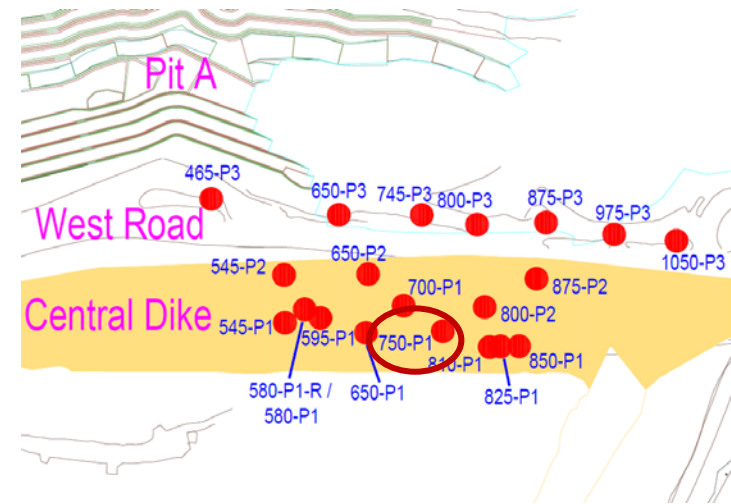 Pit A
465-P3
650-P3
745-P3
800-P3
875-P3
975-P3
1050-P3
West Road
545-P2
650-P2
875-P2
700-P1
800-P2
Central Dike
545-P1
595-P1
750-P1
810-P1
850-P1
580-P1-R /
580-P1
650-P1
825-P1